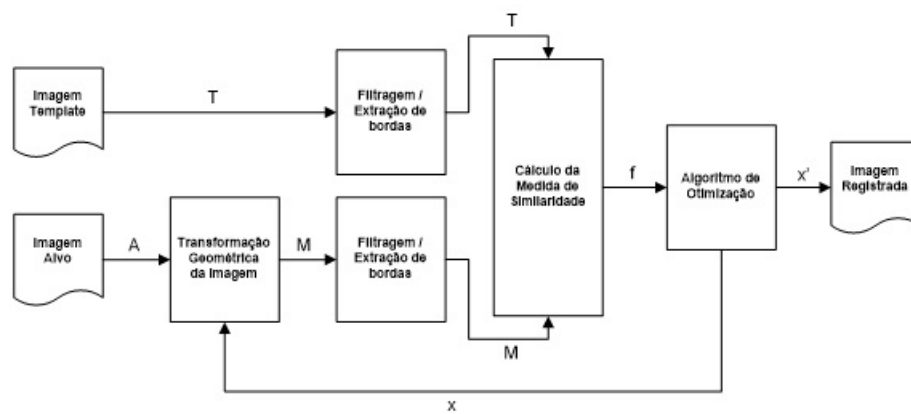 Imagem
Template
T
Filtragem /
Extração de
bordas
T
Cálculo da
Medida de
Similaridade
f
Algoritmo de
Otimização
x'
Imagem
Registrada
Imagem
Alvo
A
Transformação
Geométrica
da Imagem
M
Filtragem /
Extração de
bordas
M
x